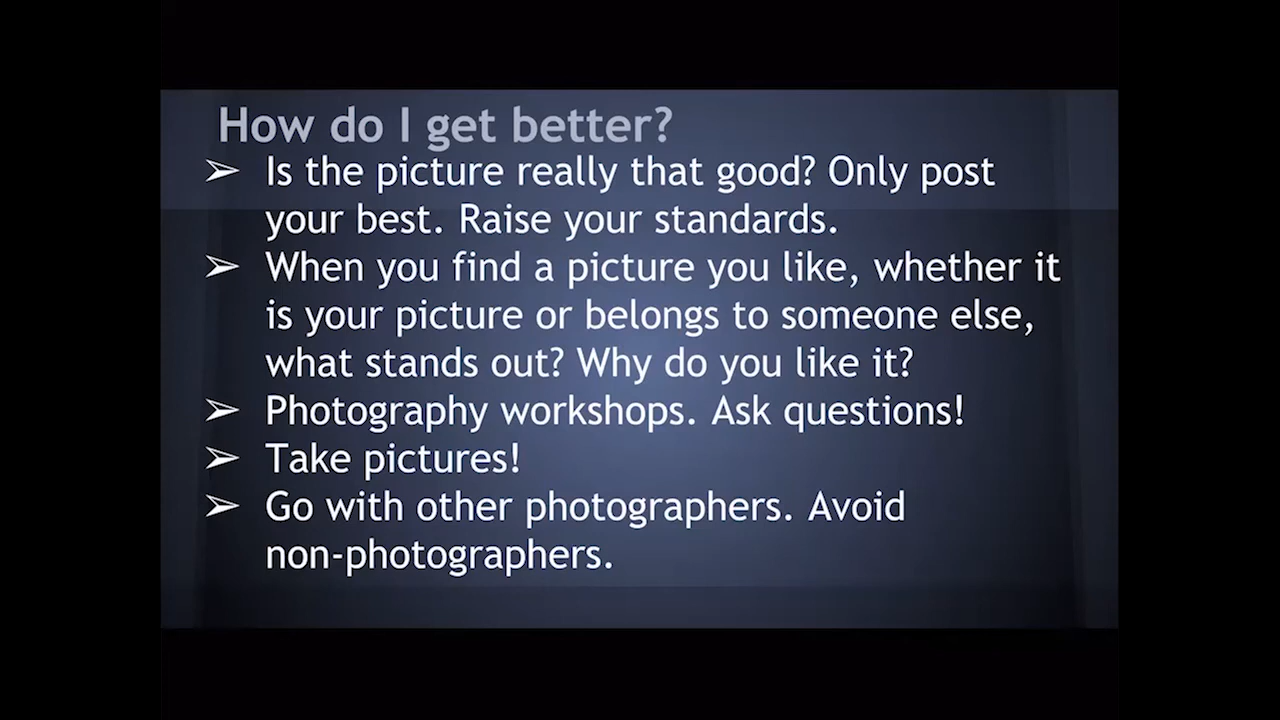 How do I get better?
➢ Is the picture really that good? Only post
your best. Raise your standards.
➢ When you find a picture you like, whether it
is your picture or belongs to someone else,
what stands out? Why do you like it?
➢ Photography workshops. Ask questions!
➢ Take pictures!
➢ Go with other photographers. Avoid
non-photographers.